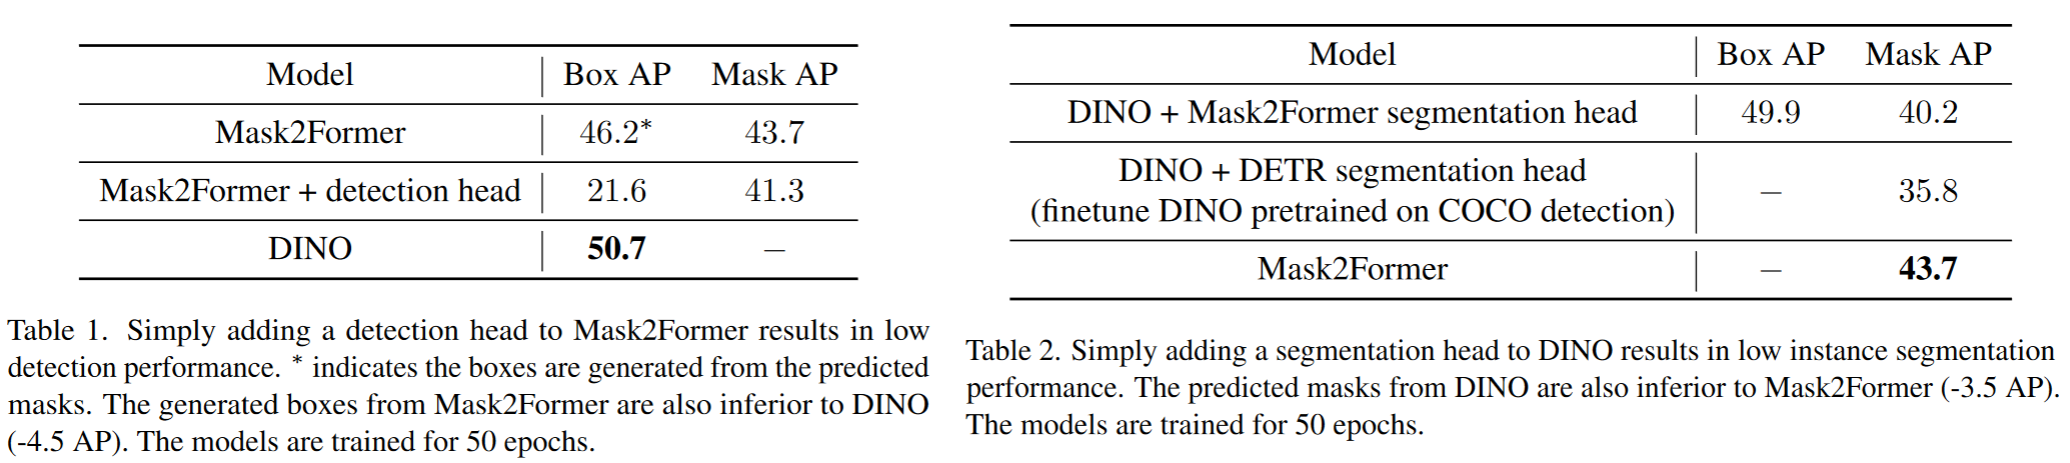 Model Box AP Mask AP
Mask2Former 46.2* 43.7
Mask2Former + detection head 21.6 41.3
DINO 50.7 –
Table 1. Simply adding a detection head to Mask2Former results in low
detection performance. * indicates the boxes are generated from the predicted
masks. The generated boxes from Mask2Former are also inferior to DINO
(-4.5 AP). The models are trained for 50 epochs.
Model Box AP Mask AP
DINO + Mask2Former segmentation head 49.9 40.2
DINO + DETR segmentation head
(finetune DINO pretrained on COCO detection) – 35.8
Mask2Former – 43.7
Table 2. Simply adding a segmentation head to DINO results in low instance segmentation
performance. The predicted masks from DINO are also inferior to Mask2Former (-3.5 AP).
The models are trained for 50 epochs.